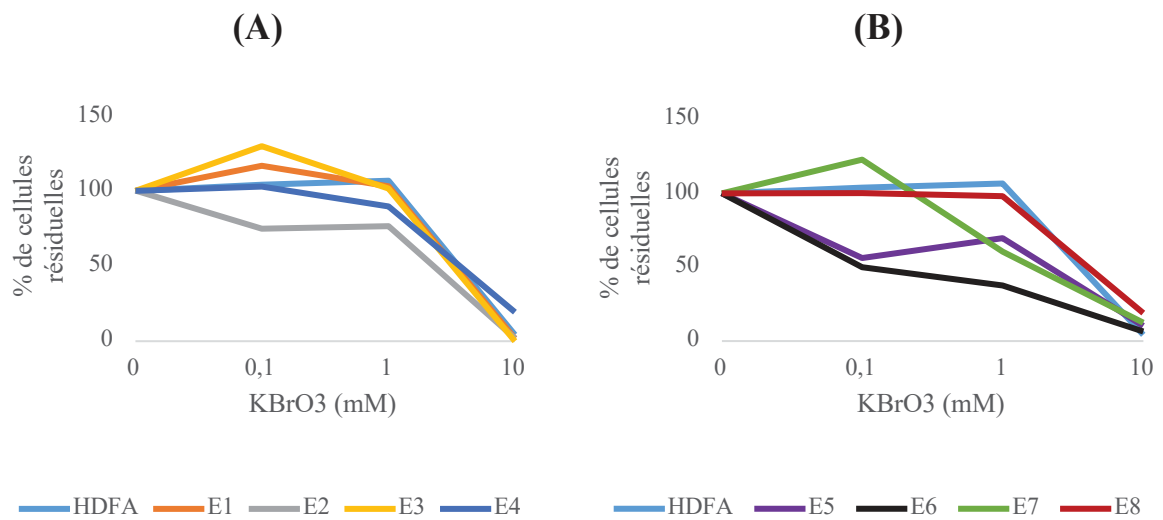 (A)
% de cellules
résiduelles
150
100
50
0
0 0,1 1 10
KBrO3 (mM)
HDFA E1 E2 E3 E4
(B)
% de cellules
résiduelles
150
100
50
0
0 0,1 1 10
KBrO3 (mM)
HDFA E5 E6 E7 E8